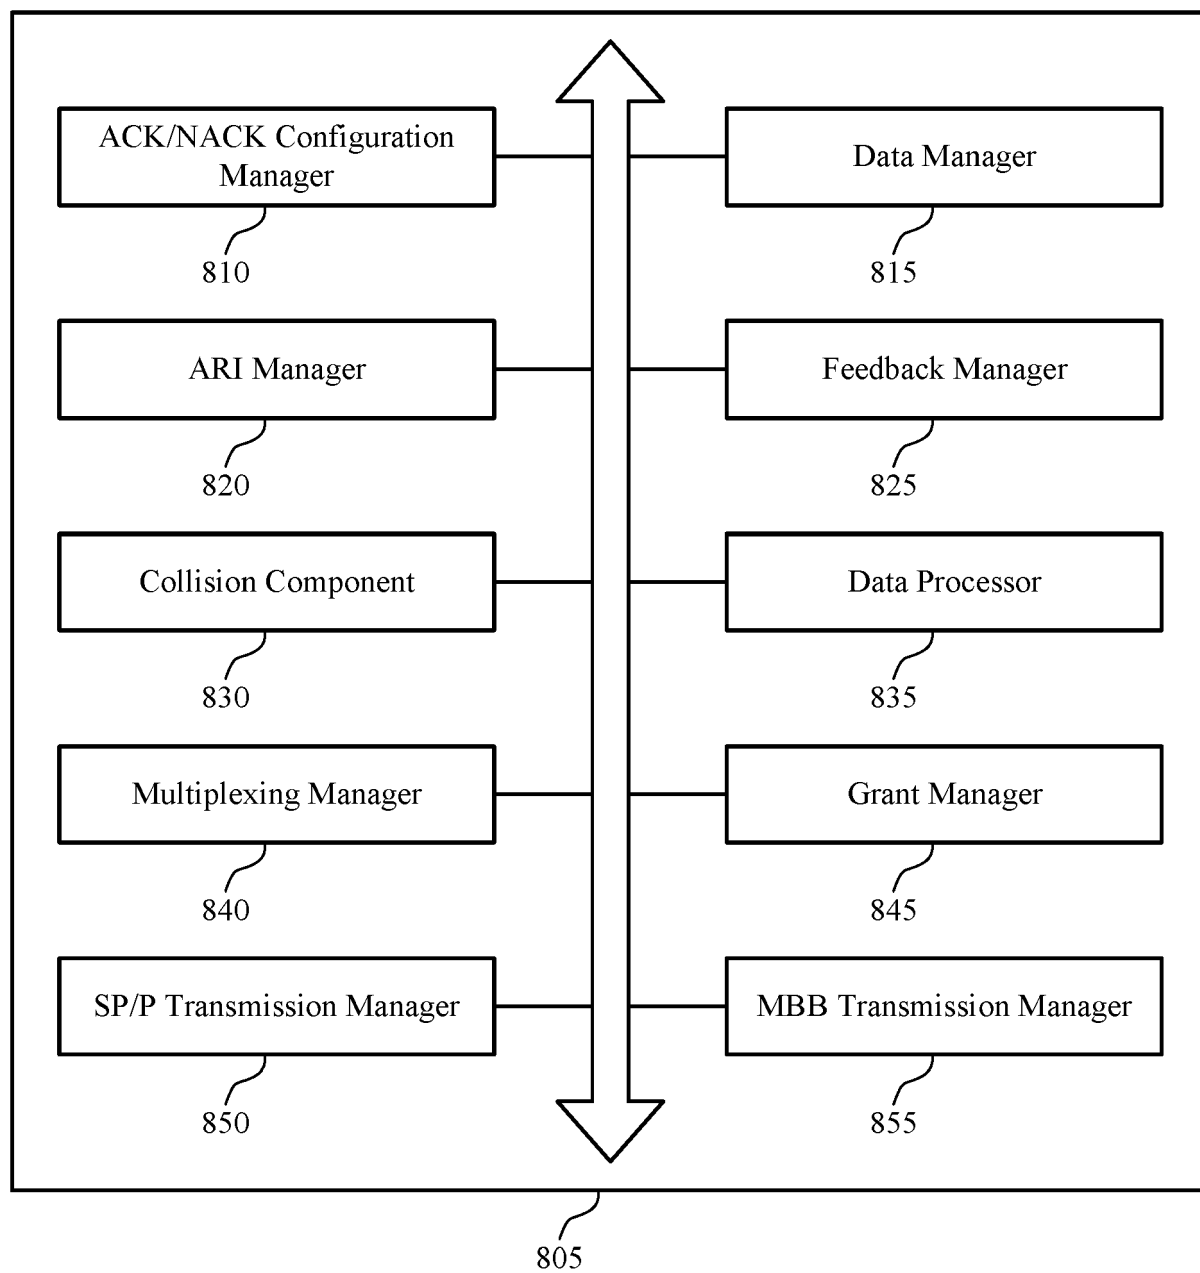 ACK/NACK Configuration
Manager
810
Data Manager
815
ARI Manager
820
Feedback Manager
825
Collision Component
830
Data Processor
835
Multiplexing Manager
840
Grant Manager
845
SP/P Transmission Manager
850
MBB Transmission Manager
855
805